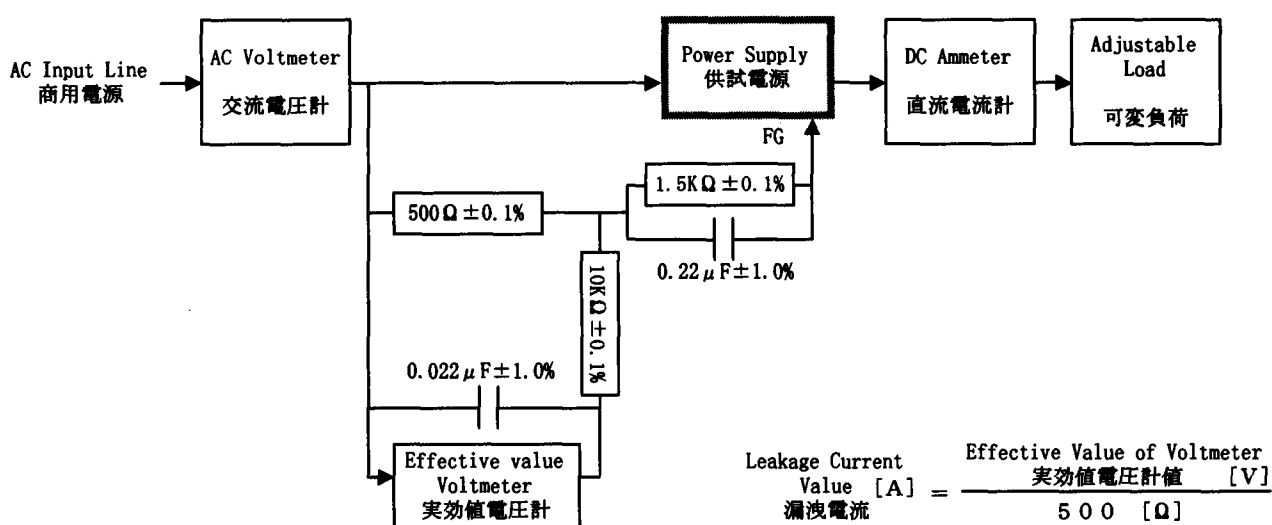 AC Input Line
商用電源
AC Voltmeter
交流電圧計
Power Supply
供試電源
DC Ammeter
直流電流計
Adjustable
Load
可変負荷
FG
500Ω±0.1%
1.5KΩ±0.1%
0.22μF±1.0%
10KΩ±0.1%
0.022μF±1.0%
Effective value
Voltmeter
実効値電圧計
Leakage Current
Value [A] =
漏洩電流
Effective Value of Voltmeter
実効値電圧計値 [V]
500 [Ω]